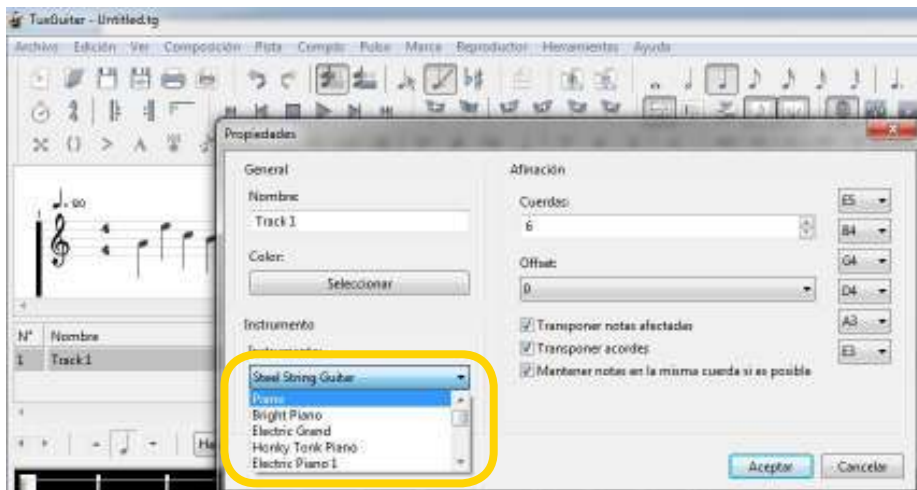 TuxGuitar - Untitled.tg
Archivo Edición Ver Composición Pista Compás Pulso Marca Reproductor Herramientas Ayuda
Propiedades
General
Nombre:
Track 1
Color:
Seleccionar
Instrumento
Instrumento:
Steel String Guitar
Piano
Bright Piano
Electric Grand
Honky Tonk Piano
Electric Piano 1
Afinación
Cuerdas:
6
Offset:
0
Transponer notas afectadas
Transponer acordes
Mantener notas en la misma cuerda si es posible
E5
B4
G4
D4
A3
E3
Aceptar
Cancelar
N° Nombre
1 Track 1